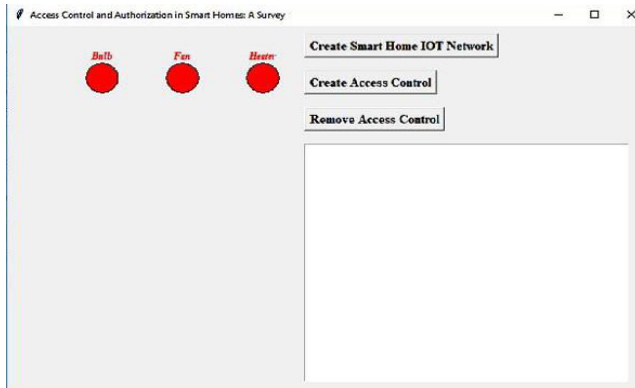 Access Control and Authorization in Smart Homes: A Survey
Bulb Fan Heater
Create Smart Home IOT Network
Create Access Control
Remove Access Control